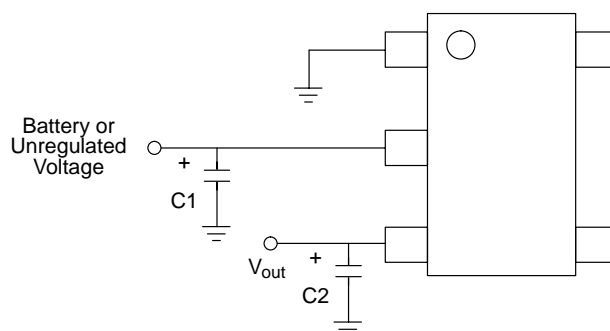 Battery or
Unregulated
Voltage
+
C1
Vout
+
C2